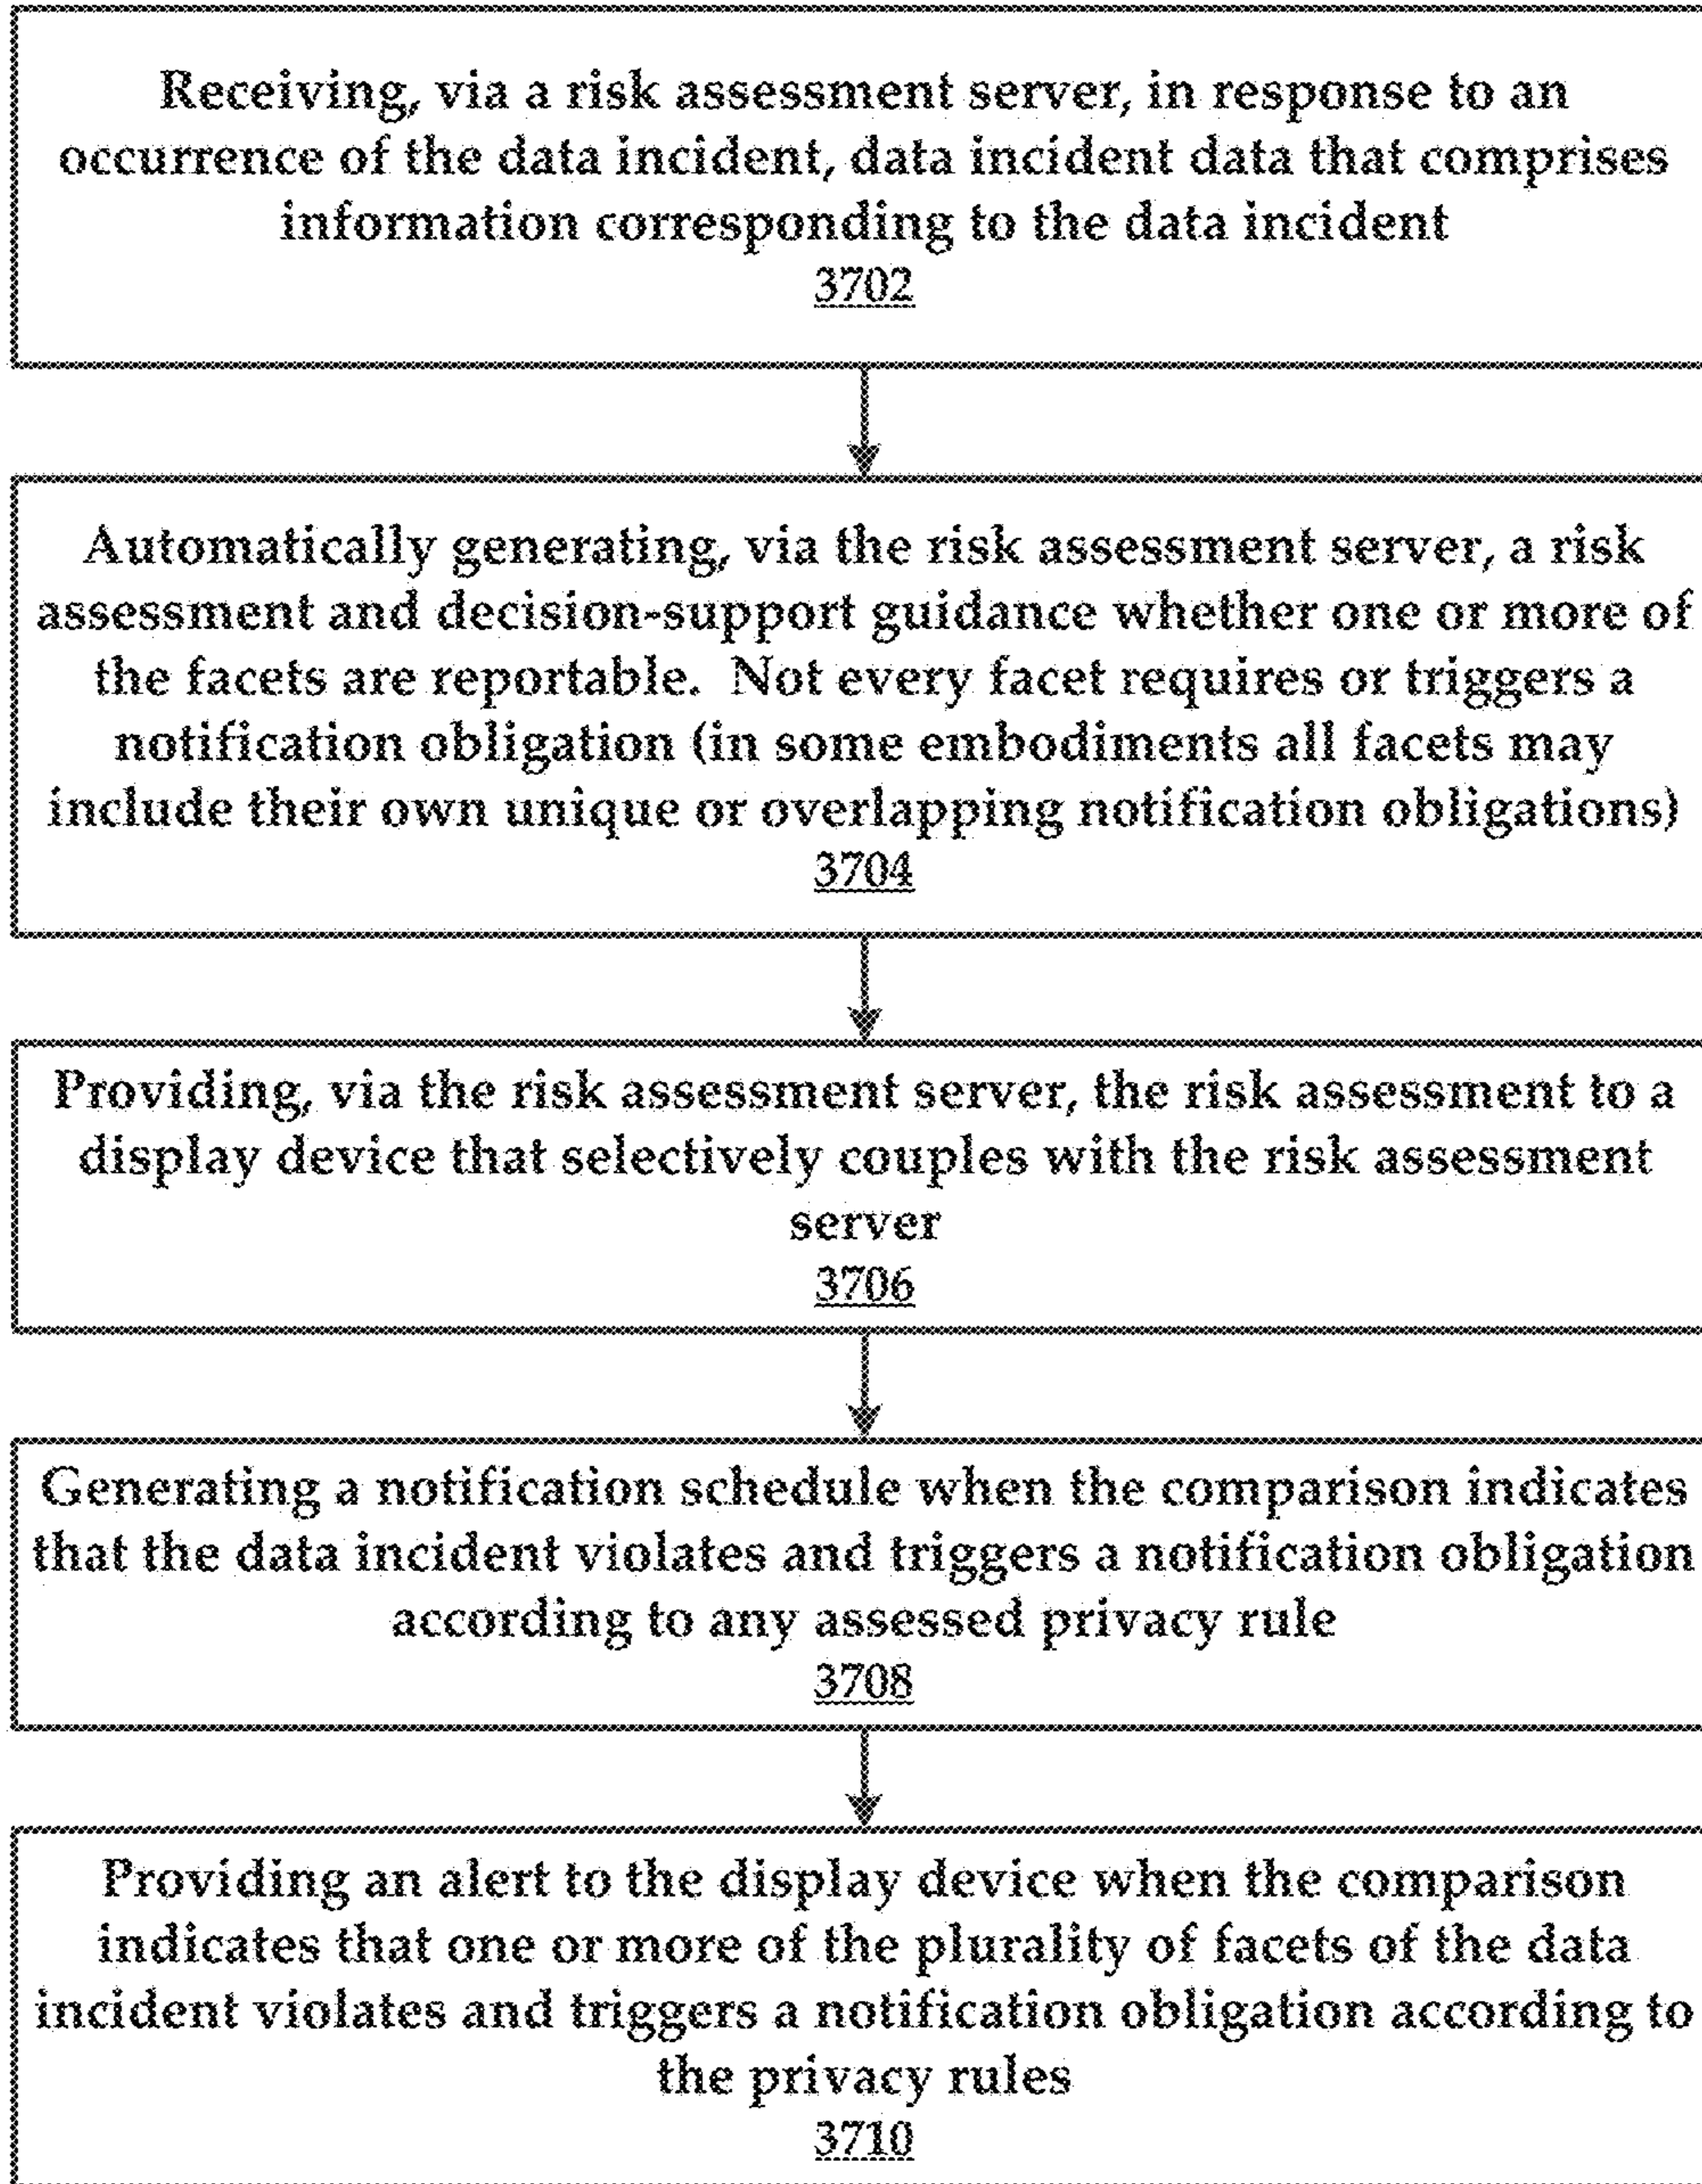 Receiving, via a risk assessment server, in response to an
occurrence of the data incident, data incident data that comprises
information corresponding to the data incident
3702
Automatically generating, via the risk assessment server, a risk
assessment and decision-support guidance whether one or more of
the facets are reportable.  Not every facet requires or triggers a
notification obligation (in some embodiments all facets may
include their own unique or overlapping notification obligations)
3704
Providing, via the risk assessment server, the risk assessment to a
display device that selectively couples with the risk assessment
server
3706
Generating a notification schedule when the comparison indicates
that the data incident violates and triggers a notification obligation
according to any assessed privacy rule
3708
Providing an alert to the display device when the comparison
indicates that one or more of the plurality of facets of the data
incident violates and triggers a notification obligation according to
the privacy rules
3710